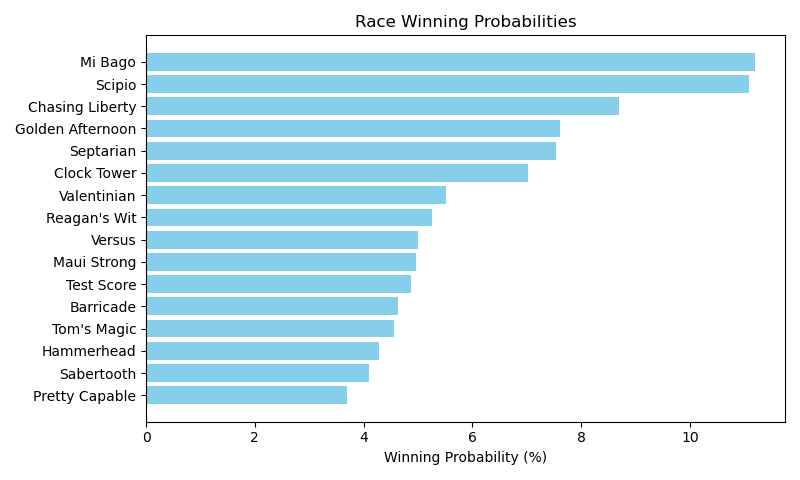 Race Winning Probabilities
Mi Bago
Scipio
Chasing Liberty
Golden Afternoon
Septarian
Clock Tower
Valentinian
Reagan's Wit
Versus
Maui Strong
Test Score
Barricade
Tom's Magic
Hammerhead
Sabertooth
Pretty Capable
0 2 4 6 8 10
Winning Probability (%)